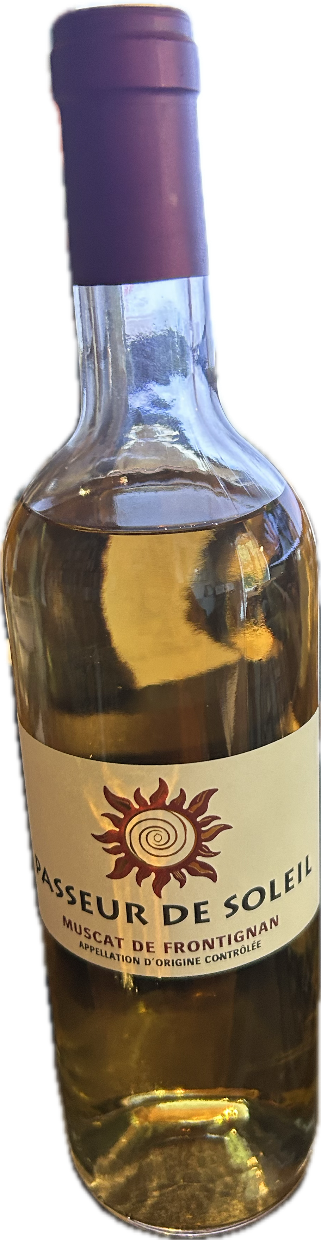 PASSEUR DE SOLEIL
MUSCAT DE FRONTIGNAN
APPELLATION D'ORIGINE CONTRÔLÉE